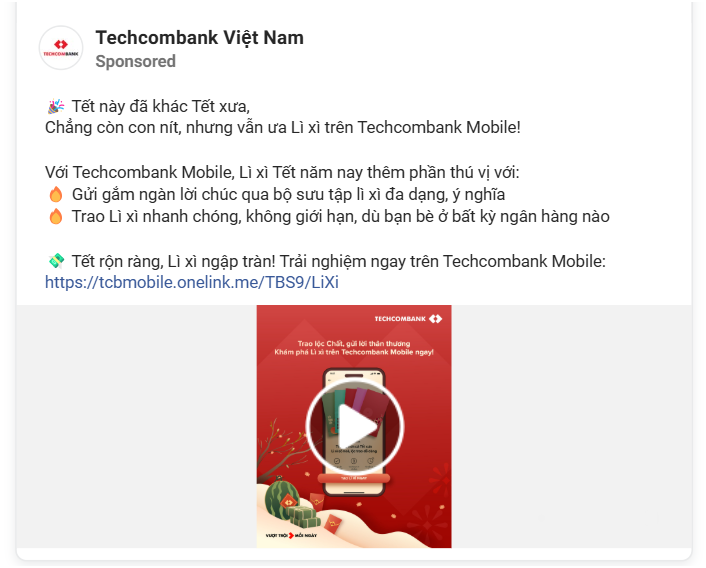 TECHCOMBANK
Techcombank Việt Nam
Sponsored
🎉 Tết này đã khác Tết xưa,
Chẳng còn con nít, nhưng vẫn ưa Lì xì trên Techcombank Mobile!
Với Techcombank Mobile, Lì xì Tết năm nay thêm phần thú vị với:
🔥 Gửi gắm ngàn lời chúc qua bộ sưu tập lì xì đa dạng, ý nghĩa
🔥 Trao Lì xì nhanh chóng, không giới hạn, dù bạn bè ở bất kỳ ngân hàng nào
💸 Tết rộn ràng, Lì xì ngập tràn! Trải nghiệm ngay trên Techcombank Mobile:
https://tcbmobile.onelink.me/TBS9/LiXi
TECHCOMBANK
Trao lộc Chất, gửi lời thân thương
Khám phá Lì xì trên Techcombank Mobile ngay!
VƯỢT TRỘI MỖI NGÀY